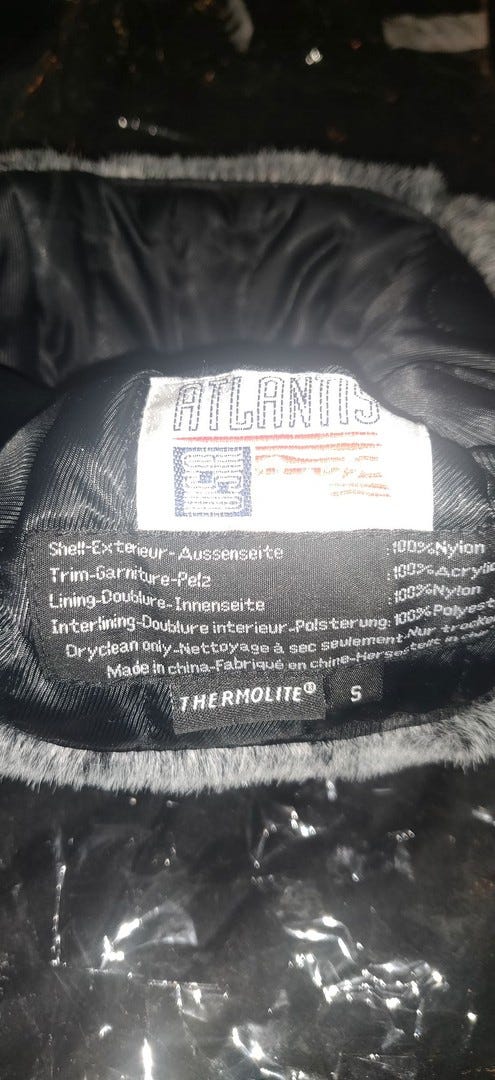 ATLANTIS
Shell-Exterieur-Aussenseite :100%Nylon
Trim-Garniture-Pelz :100%Acrylic
Lining-Doublure-Innenseite :100%Nylon
Interlining-Doublure interieur-Polsterung: 100%Polyest
Dryclean only-Nettoyage à sec seulement-Nur trocken
Made in china-Fabriqué en chine-Hergestellt in
THERMOLITE® S